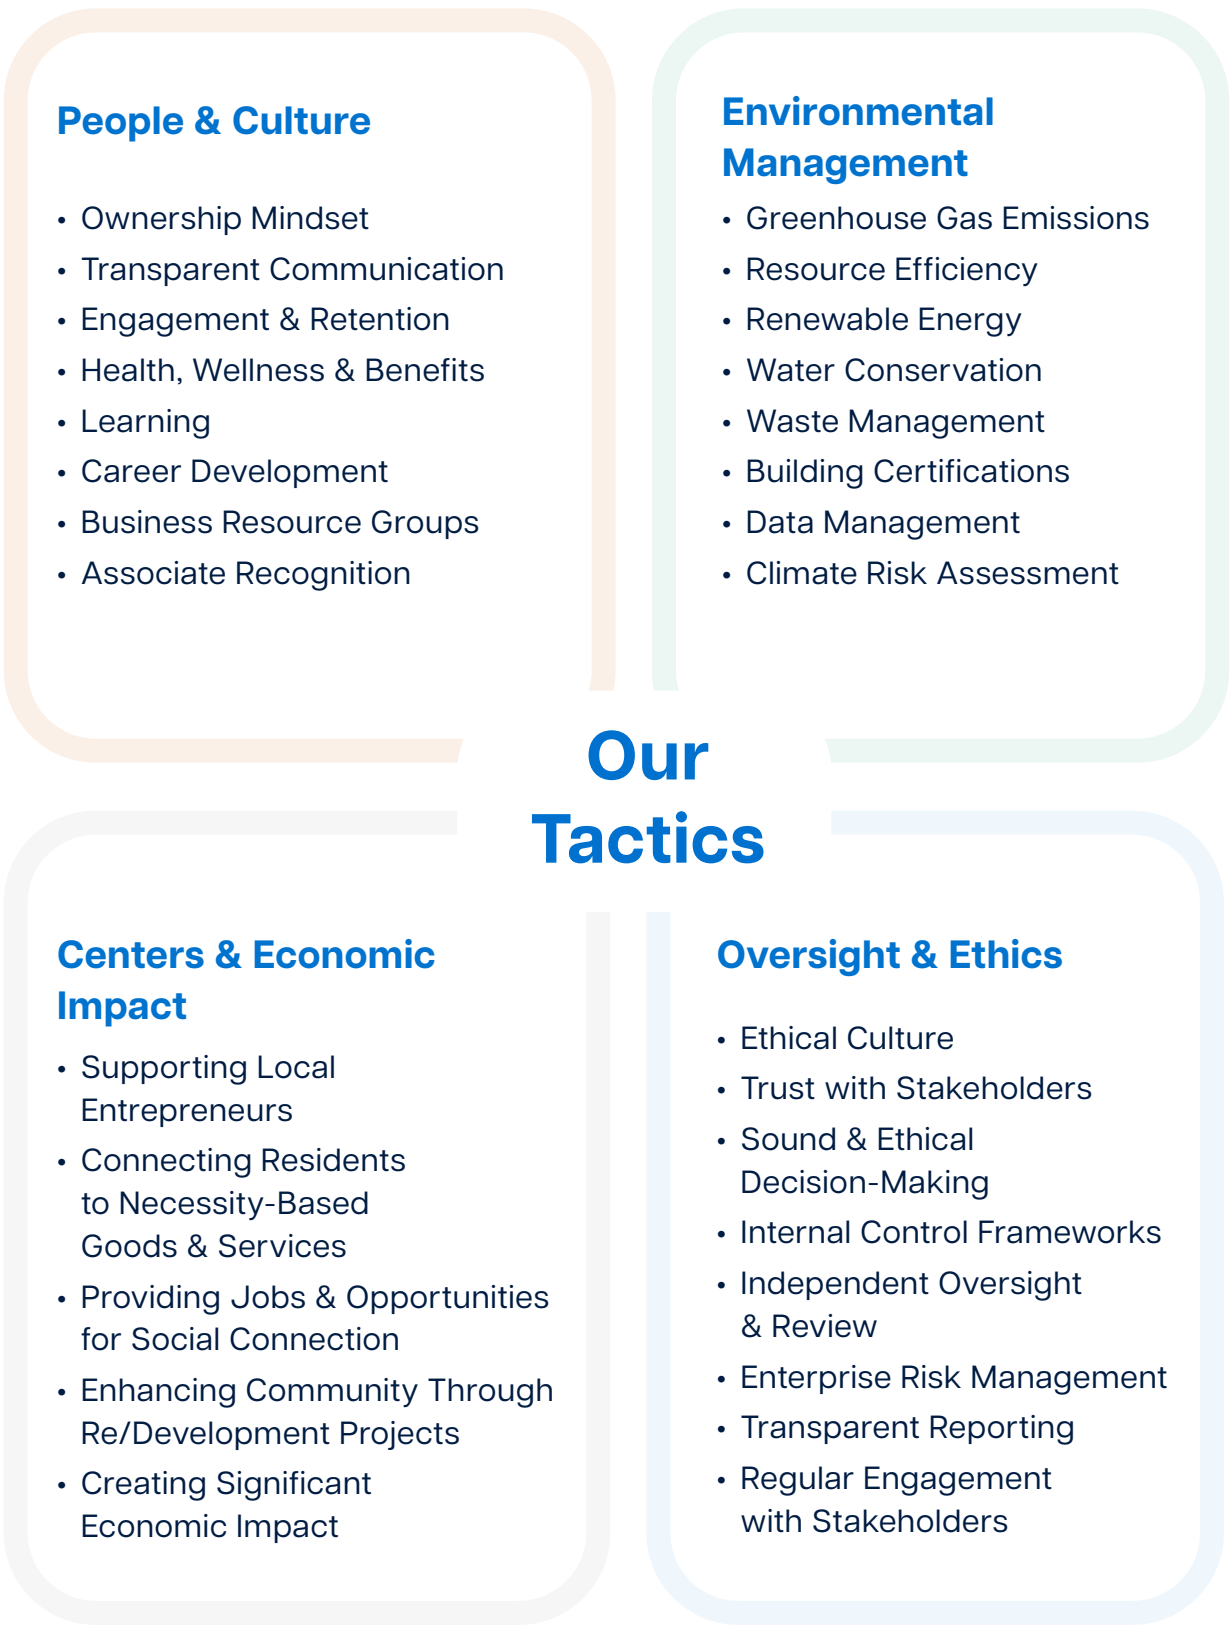 People & Culture
• Ownership Mindset
• Transparent Communication
• Engagement & Retention
• Health, Wellness & Benefits
• Learning
• Career Development
• Business Resource Groups
• Associate Recognition
Environmental
Management
• Greenhouse Gas Emissions
• Resource Efficiency
• Renewable Energy
• Water Conservation
• Waste Management
• Building Certifications
• Data Management
• Climate Risk Assessment
Our
Tactics
Centers & Economic
Impact
• Supporting Local
Entrepreneurs
• Connecting Residents
to Necessity-Based
Goods & Services
• Providing Jobs & Opportunities
for Social Connection
• Enhancing Community Through
Re/Development Projects
• Creating Significant
Economic Impact
Oversight & Ethics
• Ethical Culture
• Trust with Stakeholders
• Sound & Ethical
Decision-Making
• Internal Control Frameworks
• Independent Oversight
& Review
• Enterprise Risk Management
• Transparent Reporting
• Regular Engagement
with Stakeholders